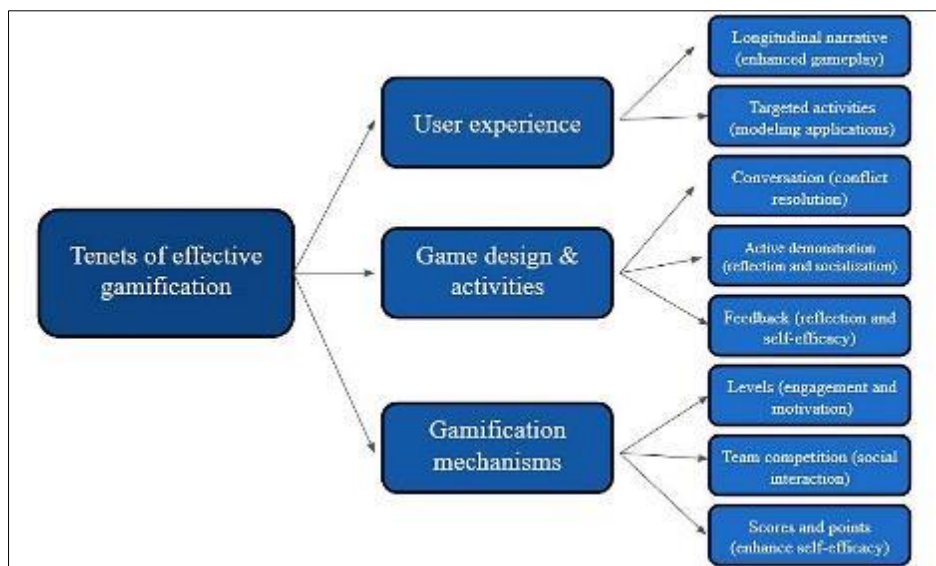 Tenets of effective
gamification
User experience
Game design &
activities
Gamification
mechanisms
Longitudinal narrative
(enhanced gameplay)
Targeted activities
(modeling applications)
Conversation (conflict
resolution)
Active demonstration
(reflection and socialization)
Feedback (reflection and
self-efficacy)
Levels (engagement and
motivation)
Team competition (social
interaction)
Scores and points
(enhance self-efficacy)